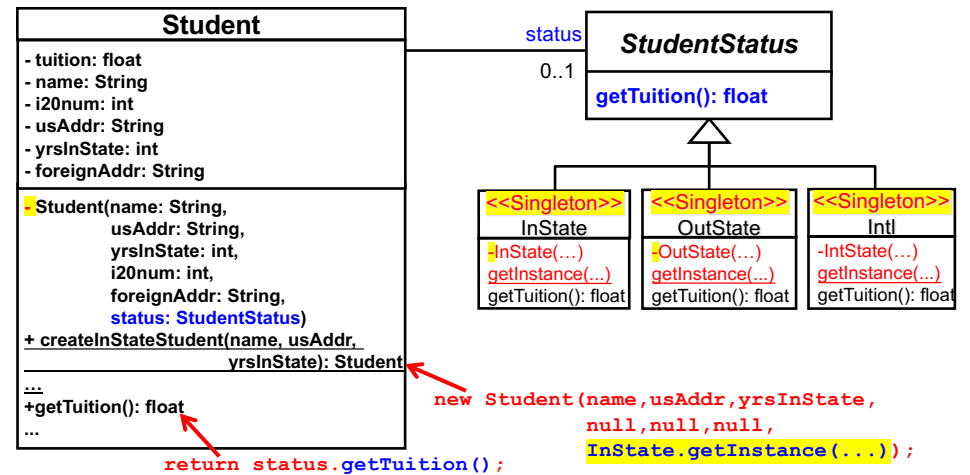 Student
- tuition: float
- name: String
- i20num: int
- usAddr: String
- yrsInState: int
- foreignAddr: String
- Student(name: String,
usAddr: String,
yrsInState: int,
i20num: int,
foreignAddr: String,
status: StudentStatus)
+ createInStateStudent(name, usAddr,
yrsInState): Student
...
+getTuition(): float
...
return status.getTuition();
status
0..1
StudentStatus
getTuition(): float
<<Singleton>>
InState
-InState(...)
getInstance(...)
getTuition(): float
<<Singleton>>
OutState
-OutState(...)
getInstance(...)
getTuition(): float
<<Singleton>>
Intl
-IntState(...)
getInstance(...)
getTuition(): float
new Student(name,usAddr,yrsInState,
null,null,null,
InState.getInstance(...));